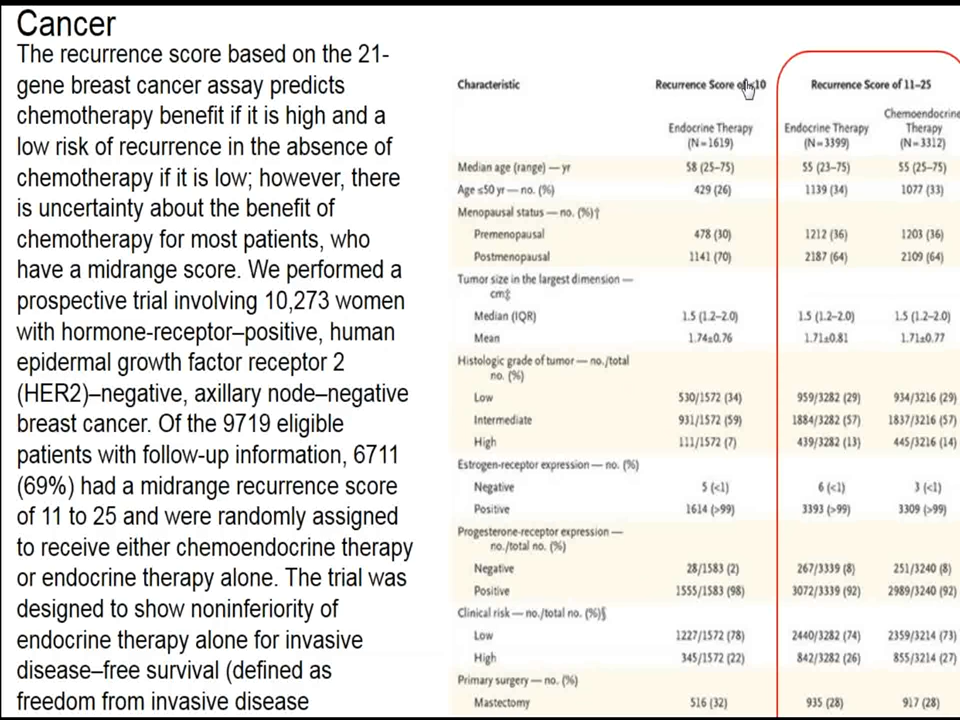 Cancer
The recurrence score based on the 21-
gene breast cancer assay predicts
chemotherapy benefit if it is high and a
low risk of recurrence in the absence of
chemotherapy if it is low; however, there
is uncertainty about the benefit of
chemotherapy for most patients, who
have a midrange score. We performed a
prospective trial involving 10,273 women
with hormone-receptor–positive, human
epidermal growth factor receptor 2
(HER2)–negative, axillary node–negative
breast cancer. Of the 9719 eligible
patients with follow-up information, 6711
(69%) had a midrange recurrence score
of 11 to 25 and were randomly assigned
to receive either chemoendocrine therapy
or endocrine therapy alone. The trial was
designed to show noninferiority of
endocrine therapy alone for invasive
disease–free survival (defined as
freedom from invasive disease
Characteristic Recurrence Score of ≤10 Recurrence Score of 11–25
Endocrine Therapy (N=1619) Endocrine Therapy (N=3399) Chemoendocrine Therapy (N=3312)
Median age (range) — yr 58 (25–75) 55 (23–75) 55 (25–75)
Age ≤50 yr — no. (%) 429 (26) 1139 (34) 1077 (33)
Menopausal status — no. (%)†
Premenopausal 478 (30) 1212 (36) 1203 (36)
Postmenopausal 1141 (70) 2187 (64) 2109 (64)
Tumor size in the largest dimension —
cm‡
Median (IQR) 1.5 (1.2–2.0) 1.5 (1.2–2.0) 1.5 (1.2–2.0)
Mean 1.74±0.76 1.71±0.81 1.71±0.77
Histologic grade of tumor — no./total
no. (%)
Low 530/1572 (34) 959/3282 (29) 934/3216 (29)
Intermediate 931/1572 (59) 1884/3282 (57) 1837/3216 (57)
High 111/1572 (7) 439/3282 (13) 445/3216 (14)
Estrogen-receptor expression — no. (%)
Negative 5 (<1) 6 (<1) 3 (<1)
Positive 1614 (>99) 3393 (>99) 3309 (>99)
Progesterone-receptor expression —
no./total no. (%)
Negative 28/1583 (2) 267/3339 (8) 251/3240 (8)
Positive 1555/1583 (98) 3072/3339 (92) 2989/3240 (92)
Clinical risk — no./total no. (%)§
Low 1227/1572 (78) 2440/3282 (74) 2359/3214 (73)
High 345/1572 (22) 842/3282 (26) 855/3214 (27)
Primary surgery — no. (%)
Mastectomy 516 (32) 935 (28) 917 (28)